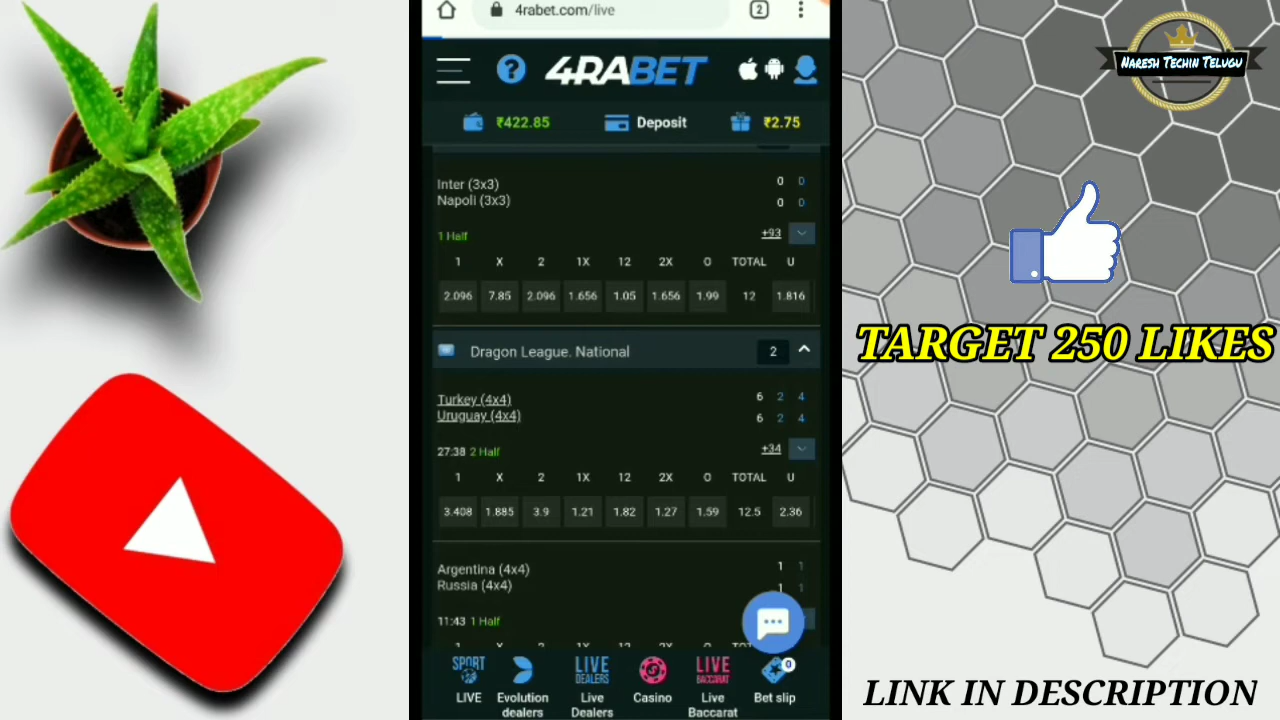 4rabet.com/live
2
4RABET
₹422.85 Deposit ₹2.75
Inter (3x3) 0 0
Napoli (3x3) 0 0
1 Half +93
1 X 2 1X 12 2X O TOTAL U
2.096 7.85 2.096 1.656 1.05 1.656 1.99 12 1.816
Dragon League. National 2
Turkey (4x4) 6 2 4
Uruguay (4x4) 6 2 4
27:38 2 Half +34
1 X 2 1X 12 2X O TOTAL U
3.408 1.885 3.9 1.21 1.82 1.27 1.59 12.5 2.36
Argentina (4x4) 1 1
Russia (4x4) 1 1
11:43 1 Half
SPORT LIVE DEALERS LIVE BACCARAT 0
LIVE Evolution dealers Live Dealers Casino Live Baccarat Bet slip
NARESH TECHIN TELUGU
TARGET 250 LIKES
LINK IN DESCRIPTION